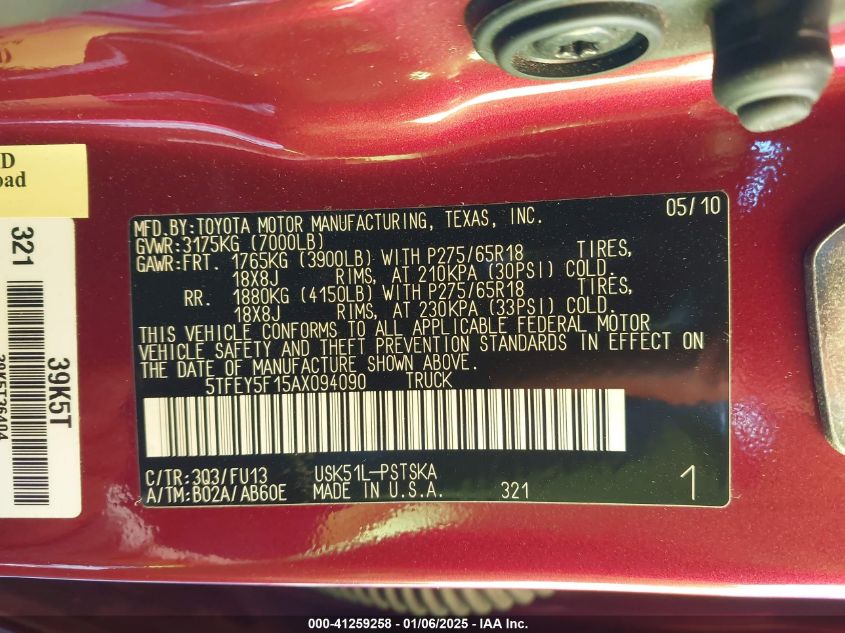 D
oad
321
39K5T
MFD.BY:TOYOTA MOTOR MANUFACTURING, TEXAS, INC. 05/10
GVWR:3175KG (7000LB)
GAWR:FRT. 1765KG (3900LB) WITH P275/65R18 TIRES,
18X8J RIMS, AT 210KPA (30PSI) COLD.
RR. 1880KG (4150LB) WITH P275/65R18 TIRES,
18X8J RIMS, AT 230KPA (33PSI) COLD.
THIS VEHICLE CONFORMS TO ALL APPLICABLE FEDERAL MOTOR
VEHICLE SAFETY AND THEFT PREVENTION STANDARDS IN EFFECT ON
THE DATE OF MANUFACTURE SHOWN ABOVE.
5TFEY5F15AX094090 TRUCK
C/TR:3Q3/FU13 USK51L-PSTSKA
A/TM:B02A/AB60E MADE IN U.S.A. 321 1
000-41259258 - 01/06/2025 - IAA Inc.